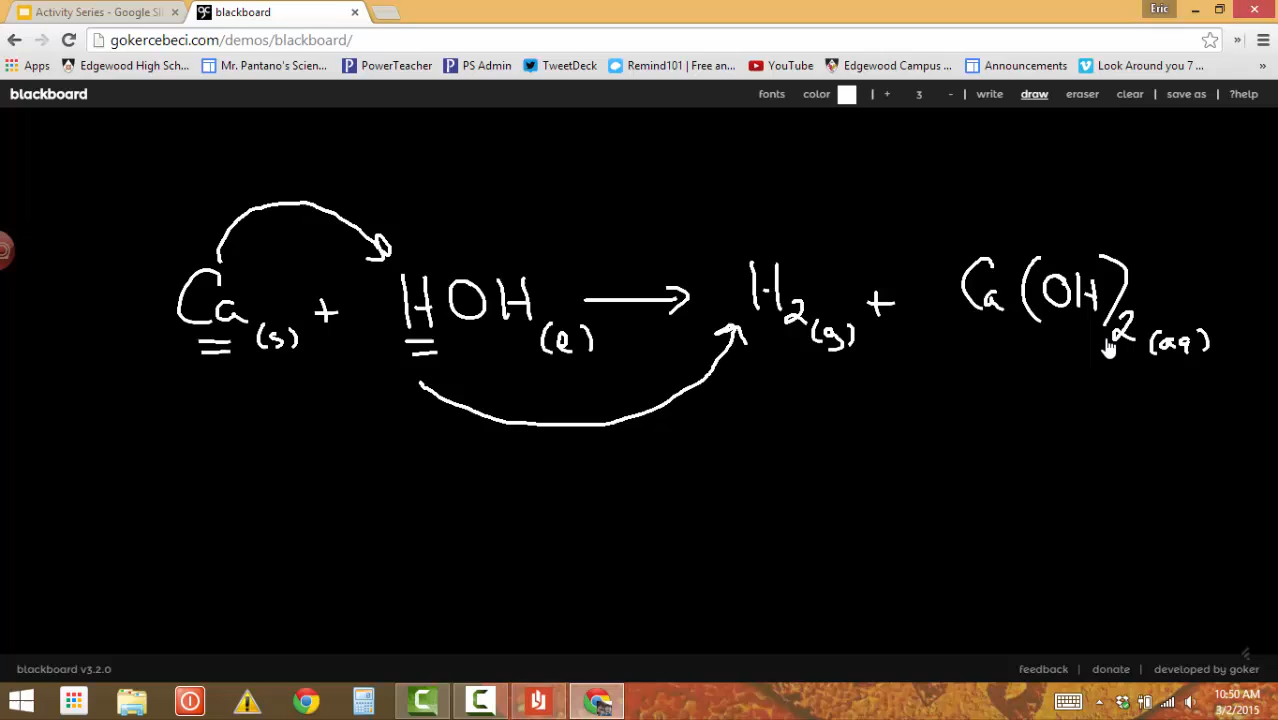 Activity Series - Google Sli
blackboard
Eric
gokercebeci.com/demos/blackboard/
Apps Edgewood High Sch... Mr. Pantano's Scien... PowerTeacher PS Admin TweetDeck Remind101 | Free an... YouTube Edgewood Campus ... Announcements Look Around you 7 ... »
blackboard fonts color | + 3 - | write draw eraser clear | save as | ?help
Ca(s) + HOH(l) → H2(g) + Ca(OH)2(aq)
blackboard v3.2.0 feedback | donate | developed by goker
10:50 AM
3/2/2015